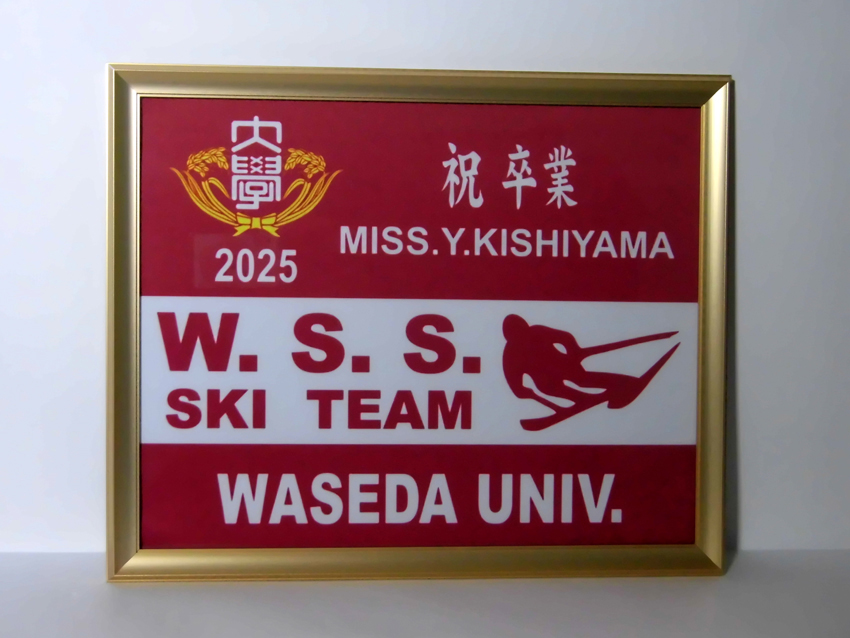 大學
2025
祝卒業
MISS.Y.KISHIYAMA
W. S. S.
SKI TEAM
WASEDA UNIV.